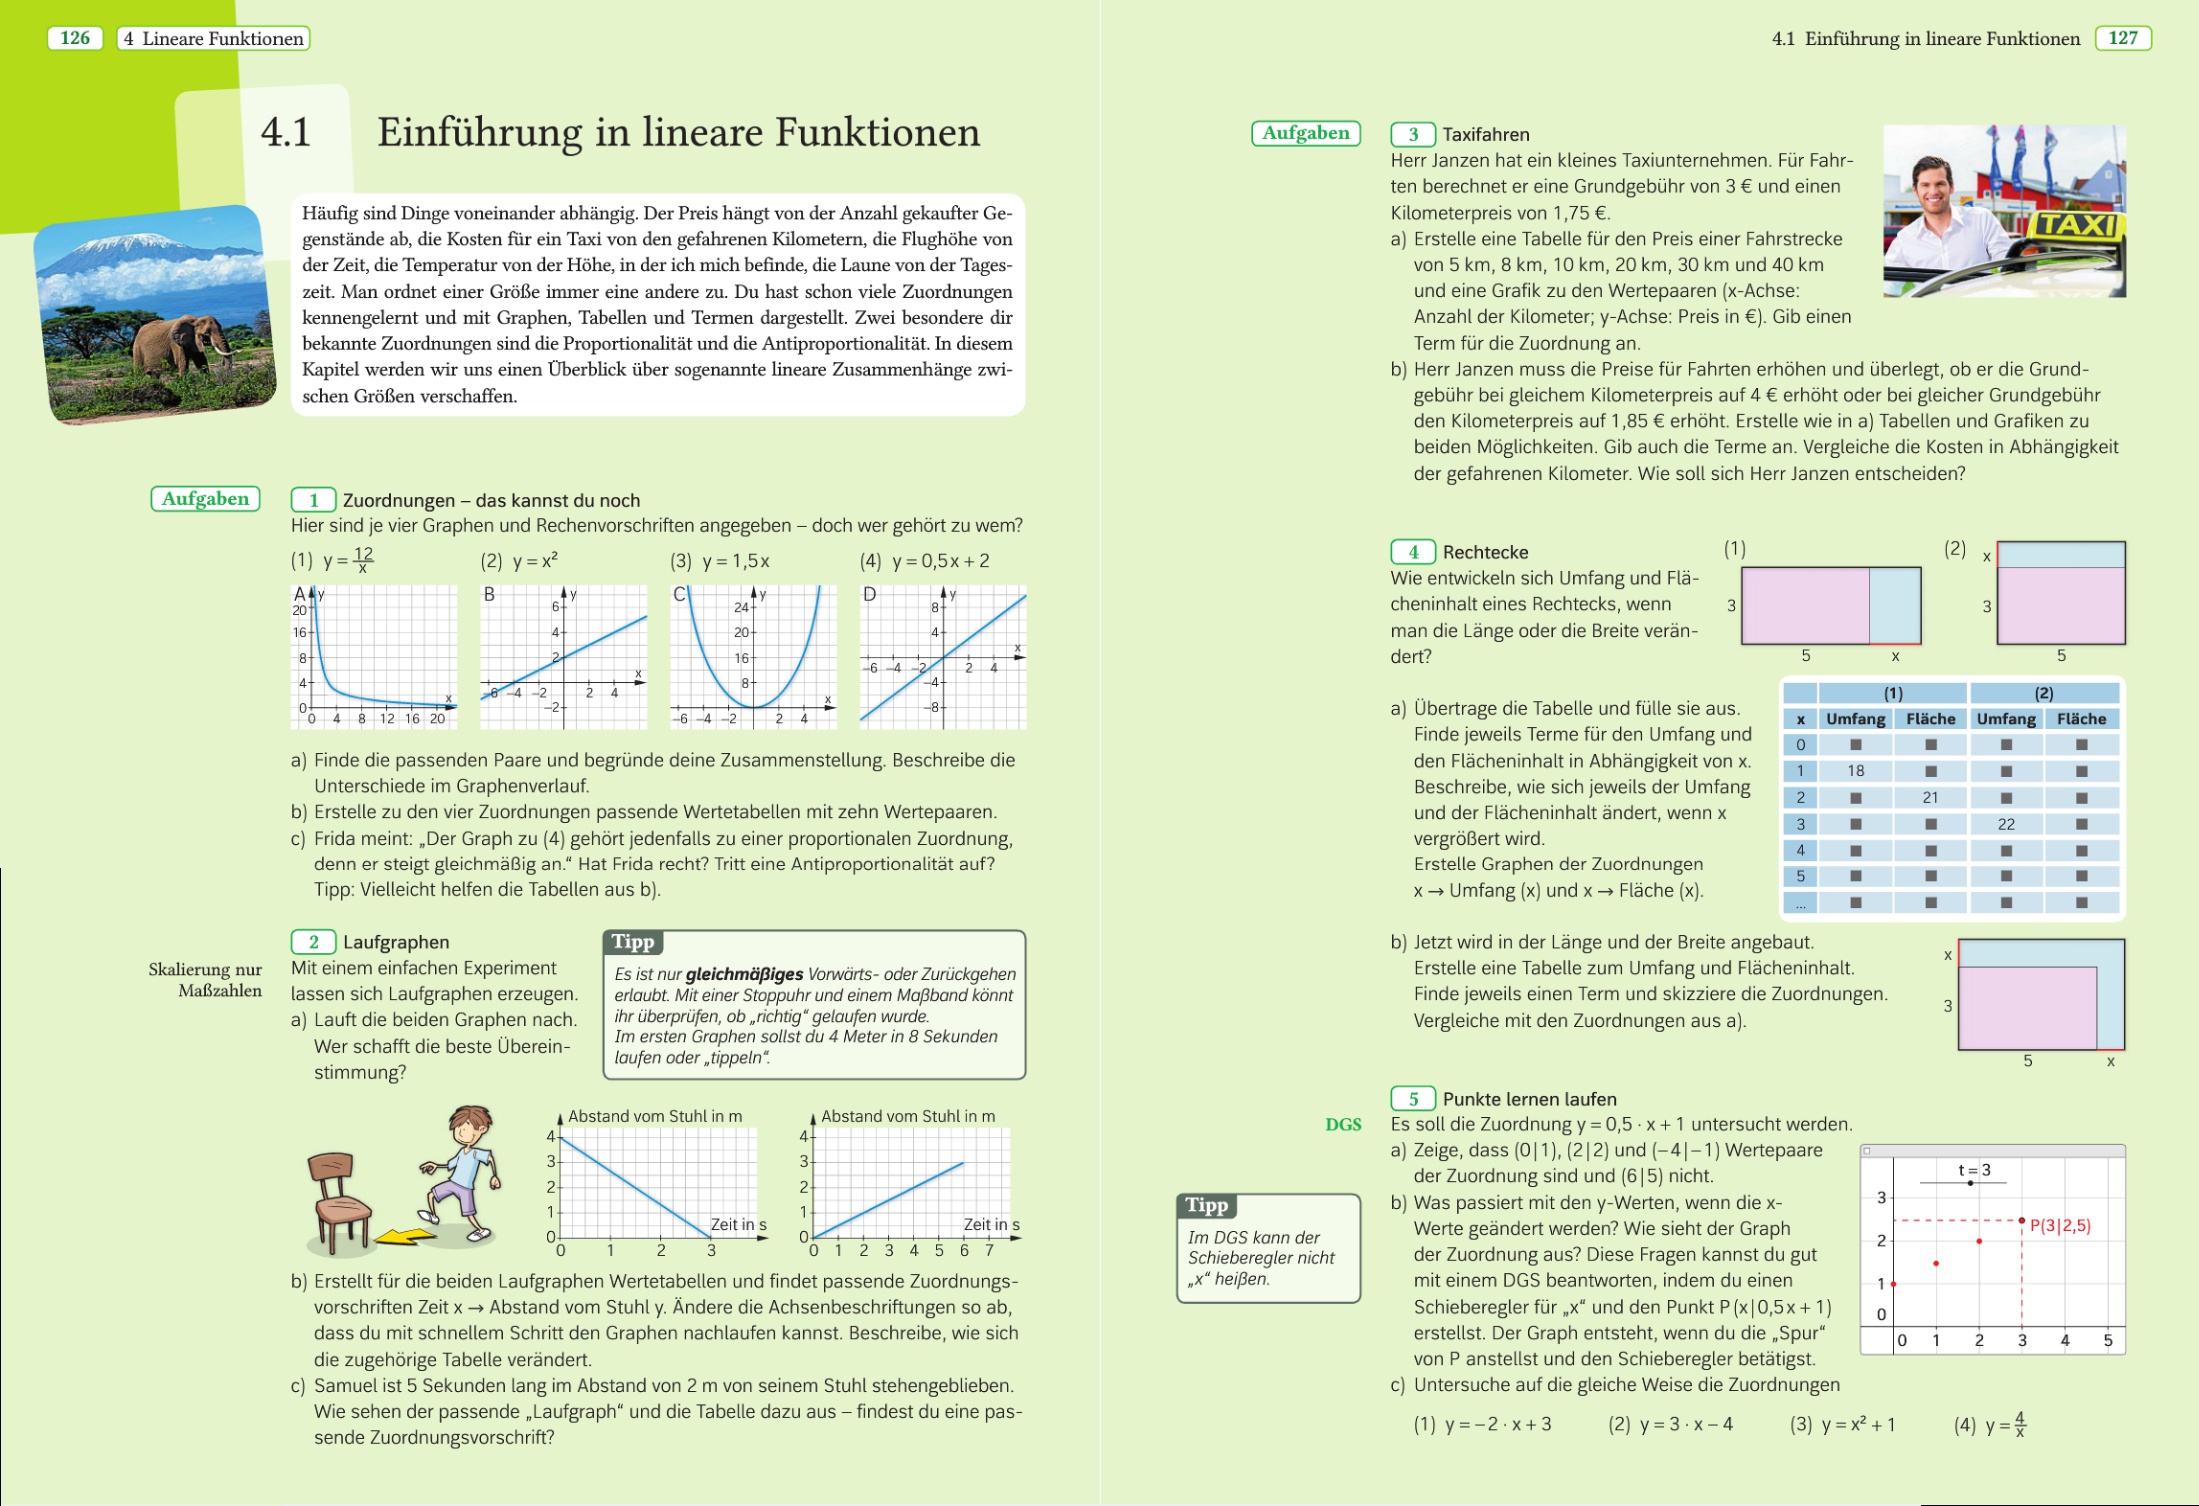 126 4 Lineare Funktionen
4.1 Einführung in lineare Funktionen
Häufig sind Dinge voneinander abhängig. Der Preis hängt von der Anzahl gekaufter Ge-
genstände ab, die Kosten für ein Taxi von den gefahrenen Kilometern, die Flughöhe von
der Zeit, die Temperatur von der Höhe, in der ich mich befinde, die Laune von der Tages-
zeit. Man ordnet einer Größe immer eine andere zu. Du hast schon viele Zuordnungen
kennengelernt und mit Graphen, Tabellen und Termen dargestellt. Zwei besondere dir
bekannte Zuordnungen sind die Proportionalität und die Antiproportionalität. In diesem
Kapitel werden wir uns einen Überblick über sogenannte lineare Zusammenhänge zwi-
schen Größen verschaffen.
Aufgaben
1 Zuordnungen – das kannst du noch
Hier sind je vier Graphen und Rechenvorschriften angegeben – doch wer gehört zu wem?
(1) y = 12/x (2) y = x² (3) y = 1,5x (4) y = 0,5x + 2
A y
20
16
8
4
0
0 4 8 12 16 20
x
B y
6
4
2
-2
-6 -4 -2 2 4
x
C y
24
20
16
8
-6 -4 -2 2 4
x
D y
8
4
-4
-8
-6 -4 -2 2 4
x
a) Finde die passenden Paare und begründe deine Zusammenstellung. Beschreibe die
Unterschiede im Graphenverlauf.
b) Erstelle zu den vier Zuordnungen passende Wertetabellen mit zehn Wertepaaren.
c) Frida meint: „Der Graph zu (4) gehört jedenfalls zu einer proportionalen Zuordnung,
denn er steigt gleichmäßig an.“ Hat Frida recht? Tritt eine Antiproportionalität auf?
Tipp: Vielleicht helfen die Tabellen aus b).
Skalierung nur
Maßzahlen
2 Laufgraphen
Mit einem einfachen Experiment
lassen sich Laufgraphen erzeugen.
a) Lauft die beiden Graphen nach.
Wer schafft die beste Überein-
stimmung?
Tipp
Es ist nur gleichmäßiges Vorwärts- oder Zurückgehen
erlaubt. Mit einer Stoppuhr und einem Maßband könnt
ihr überprüfen, ob „richtig“ gelaufen wurde.
Im ersten Graphen sollst du 4 Meter in 8 Sekunden
laufen oder „tippeln“.
Abstand vom Stuhl in m
4
3
2
1
0
0 1 2 3
Zeit in s
Abstand vom Stuhl in m
4
3
2
1
0
0 1 2 3 4 5 6 7
Zeit in s
b) Erstellt für die beiden Laufgraphen Wertetabellen und findet passende Zuordnungs-
vorschriften Zeit x → Abstand vom Stuhl y. Ändere die Achsenbeschriftungen so ab,
dass du mit schnellem Schritt den Graphen nachlaufen kannst. Beschreibe, wie sich
die zugehörige Tabelle verändert.
c) Samuel ist 5 Sekunden lang im Abstand von 2 m von seinem Stuhl stehengeblieben.
Wie sehen der passende „Laufgraph“ und die Tabelle dazu aus – findest du eine pas-
sende Zuordnungsvorschrift?
4.1 Einführung in lineare Funktionen 127
Aufgaben
3 Taxifahren
Herr Janzen hat ein kleines Taxiunternehmen. Für Fahr-
ten berechnet er eine Grundgebühr von 3 € und einen
Kilometerpreis von 1,75 €.
a) Erstelle eine Tabelle für den Preis einer Fahrstrecke
von 5 km, 8 km, 10 km, 20 km, 30 km und 40 km
und eine Grafik zu den Wertepaaren (x-Achse:
Anzahl der Kilometer; y-Achse: Preis in €). Gib einen
Term für die Zuordnung an.
TAXI
b) Herr Janzen muss die Preise für Fahrten erhöhen und überlegt, ob er die Grund-
gebühr bei gleichem Kilometerpreis auf 4 € erhöht oder bei gleicher Grundgebühr
den Kilometerpreis auf 1,85 € erhöht. Erstelle wie in a) Tabellen und Grafiken zu
beiden Möglichkeiten. Gib auch die Terme an. Vergleiche die Kosten in Abhängigkeit
der gefahrenen Kilometer. Wie soll sich Herr Janzen entscheiden?
4 Rechtecke
Wie entwickeln sich Umfang und Flä-
cheninhalt eines Rechtecks, wenn
man die Länge oder die Breite verän-
dert?
(1)
3
5 x
(2)
x
3
5
a) Übertrage die Tabelle und fülle sie aus.
Finde jeweils Terme für den Umfang und
den Flächeninhalt in Abhängigkeit von x.
Beschreibe, wie sich jeweils der Umfang
und der Flächeninhalt ändert, wenn x
vergrößert wird.
Erstelle Graphen der Zuordnungen
x → Umfang (x) und x → Fläche (x).
(1) (2)
x Umfang Fläche Umfang Fläche
0 ■ ■ ■ ■
1 18 ■ ■ ■
2 ■ 21 ■ ■
3 ■ ■ 22 ■
4 ■ ■ ■ ■
5 ■ ■ ■ ■
... ■ ■ ■ ■
b) Jetzt wird in der Länge und der Breite angebaut.
Erstelle eine Tabelle zum Umfang und Flächeninhalt.
Finde jeweils einen Term und skizziere die Zuordnungen.
Vergleiche mit den Zuordnungen aus a).
x
3
5 x
DGS
5 Punkte lernen laufen
Es soll die Zuordnung y = 0,5 · x + 1 untersucht werden.
a) Zeige, dass (0|1), (2|2) und (−4|−1) Wertepaare
der Zuordnung sind und (6|5) nicht.
b) Was passiert mit den y-Werten, wenn die x-
Werte geändert werden? Wie sieht der Graph
der Zuordnung aus? Diese Fragen kannst du gut
mit einem DGS beantworten, indem du einen
Schieberegler für „x“ und den Punkt P (x|0,5x + 1)
erstellst. Der Graph entsteht, wenn du die „Spur“
von P anstellst und den Schieberegler betätigst.
Tipp
Im DGS kann der
Schieberegler nicht
„x“ heißen.
t = 3
3
2
1
0
P(3|2,5)
0 1 2 3 4 5
c) Untersuche auf die gleiche Weise die Zuordnungen
(1) y = −2 · x + 3 (2) y = 3 · x − 4 (3) y = x² + 1 (4) y = 4/x